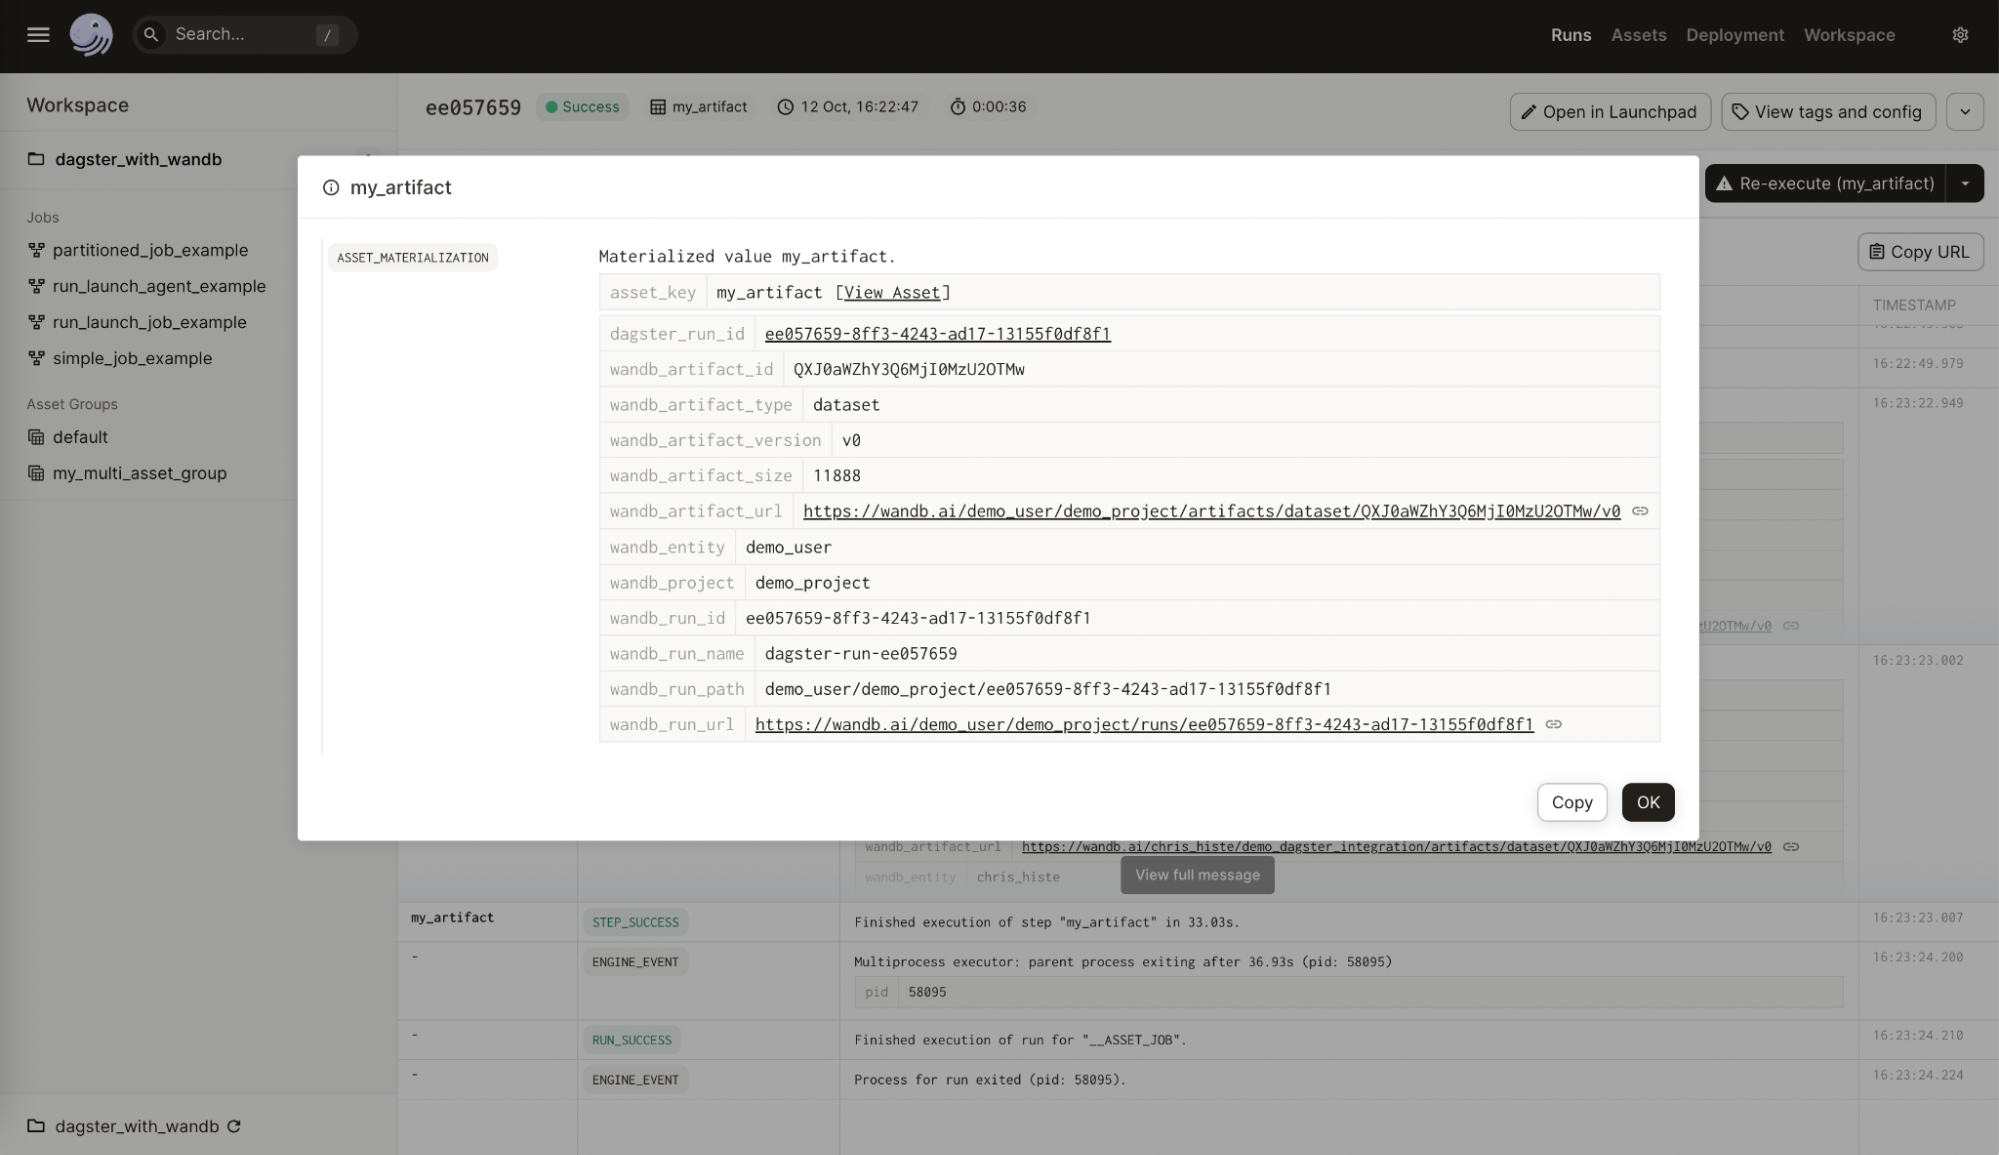 Search... /
Runs Assets Deployment Workspace
Workspace
ee057659 Success my_artifact 12 Oct, 16:22:47 0:00:36
Open in Launchpad View tags and config
dagster_with_wandb
Re-execute (my_artifact)
Jobs
partitioned_job_example
run_launch_agent_example
run_launch_job_example
simple_job_example
Asset Groups
default
my_multi_asset_group
my_artifact
ASSET_MATERIALIZATION
Materialized value my_artifact.
asset_key my_artifact [View Asset]
dagster_run_id ee057659-8ff3-4243-ad17-13155f0df8f1
wandb_artifact_id QXJ0aWZhY3Q6MjI0MzU2OTMw
wandb_artifact_type dataset
wandb_artifact_version v0
wandb_artifact_size 11888
wandb_artifact_url https://wandb.ai/demo_user/demo_project/artifacts/dataset/QXJ0aWZhY3Q6MjI0MzU2OTMw/v0
wandb_entity demo_user
wandb_project demo_project
wandb_run_id ee057659-8ff3-4243-ad17-13155f0df8f1
wandb_run_name dagster-run-ee057659
wandb_run_path demo_user/demo_project/ee057659-8ff3-4243-ad17-13155f0df8f1
wandb_run_url https://wandb.ai/demo_user/demo_project/runs/ee057659-8ff3-4243-ad17-13155f0df8f1
Copy OK
Copy URL
TIMESTAMP
16:22:49.979
16:23:22.949
zU2OTMw/v0
16:23:23.002
wandb_artifact_url https://wandb.ai/chris_histe/demo_dagster_integration/artifacts/dataset/QXJ0aWZhY3Q6MjI0MzU2OTMw/v0
wandb_entity chris_histe
View full message
my_artifact STEP_SUCCESS Finished execution of step "my_artifact" in 33.03s. 16:23:23.007
- ENGINE_EVENT Multiprocess executor: parent process exiting after 36.93s (pid: 58095) 16:23:24.200
pid 58095
- RUN_SUCCESS Finished execution of run for "__ASSET_JOB". 16:23:24.210
- ENGINE_EVENT Process for run exited (pid: 58095). 16:23:24.224
dagster_with_wandb